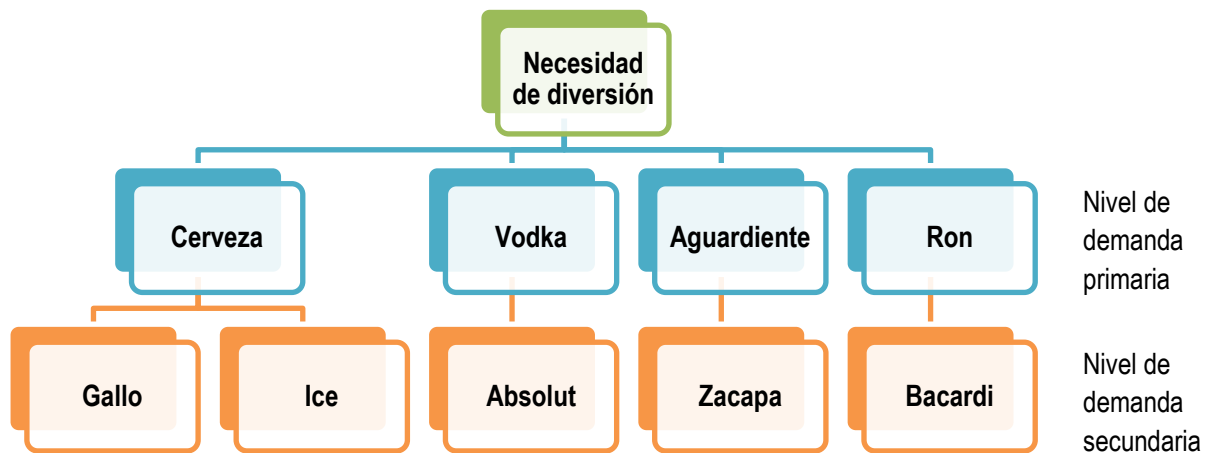 Necesidad
de diversión
Cerveza
Vodka
Aguardiente
Ron
Nivel de
demanda
primaria
Gallo
Ice
Absolut
Zacapa
Bacardi
Nivel de
demanda
secundaria